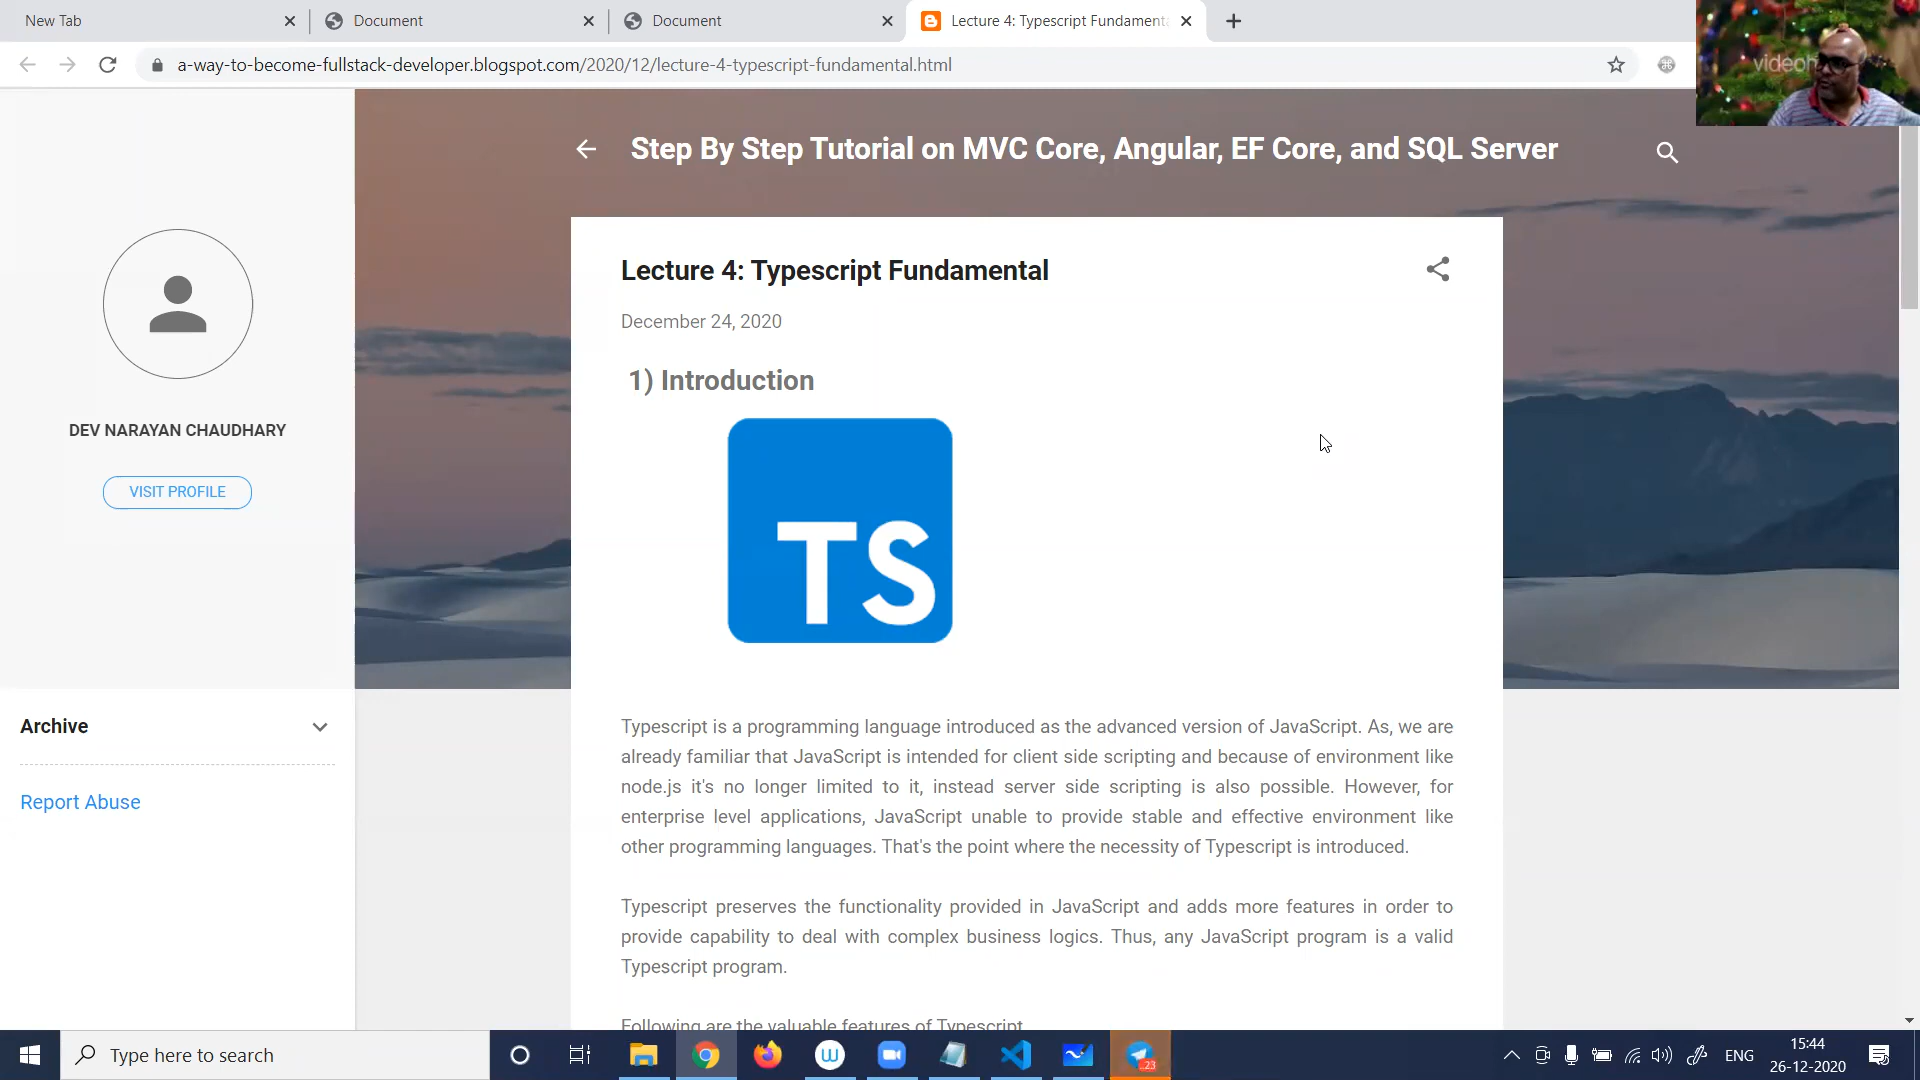 New Tab
Document
Document
Lecture 4: Typescript Fundament
a-way-to-become-fullstack-developer.blogspot.com/2020/12/lecture-4-typescript-fundamental.html
Step By Step Tutorial on MVC Core, Angular, EF Core, and SQL Server
Lecture 4: Typescript Fundamental
December 24, 2020
1) Introduction
TS
DEV NARAYAN CHAUDHARY
VISIT PROFILE
Archive
Report Abuse
Typescript is a programming language introduced as the advanced version of JavaScript. As, we are
already familiar that JavaScript is intended for client side scripting and because of environment like
node.js it's no longer limited to it, instead server side scripting is also possible. However, for
enterprise level applications, JavaScript unable to provide stable and effective environment like
other programming languages. That's the point where the necessity of Typescript is introduced.
Typescript preserves the functionality provided in JavaScript and adds more features in order to
provide capability to deal with complex business logics. Thus, any JavaScript program is a valid
Typescript program.
Following are the valuable features of Typescript
Type here to search
23
ENG
15:44
26-12-2020